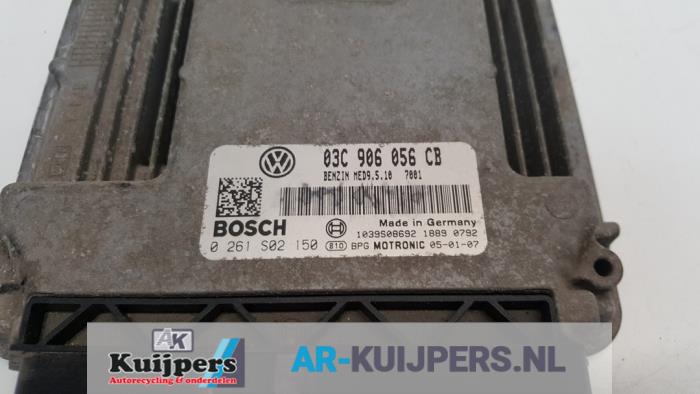 03C 906 056 CB
BENZIN MED9.5.10 7001
BOSCH
Made in Germany
1039S08692 1889 0792
0 261 S02 150 810 BPG MOTRONIC 05-01-07
AK
Kuijpers
Autorecycling & onderdelen
AR-KUIJPERS.NL